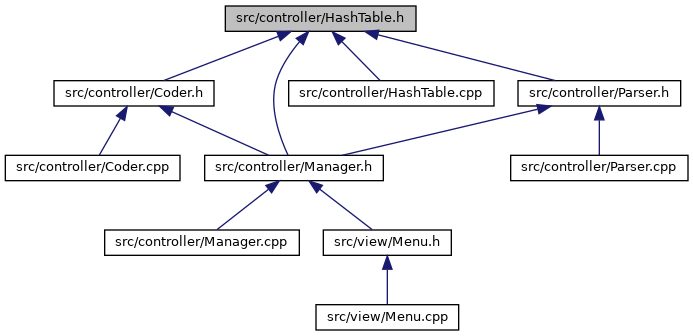 src/controller/HashTable.h
src/controller/Coder.h
src/controller/HashTable.cpp
src/controller/Parser.h
src/controller/Coder.cpp
src/controller/Manager.h
src/controller/Parser.cpp
src/controller/Manager.cpp
src/view/Menu.h
src/view/Menu.cpp